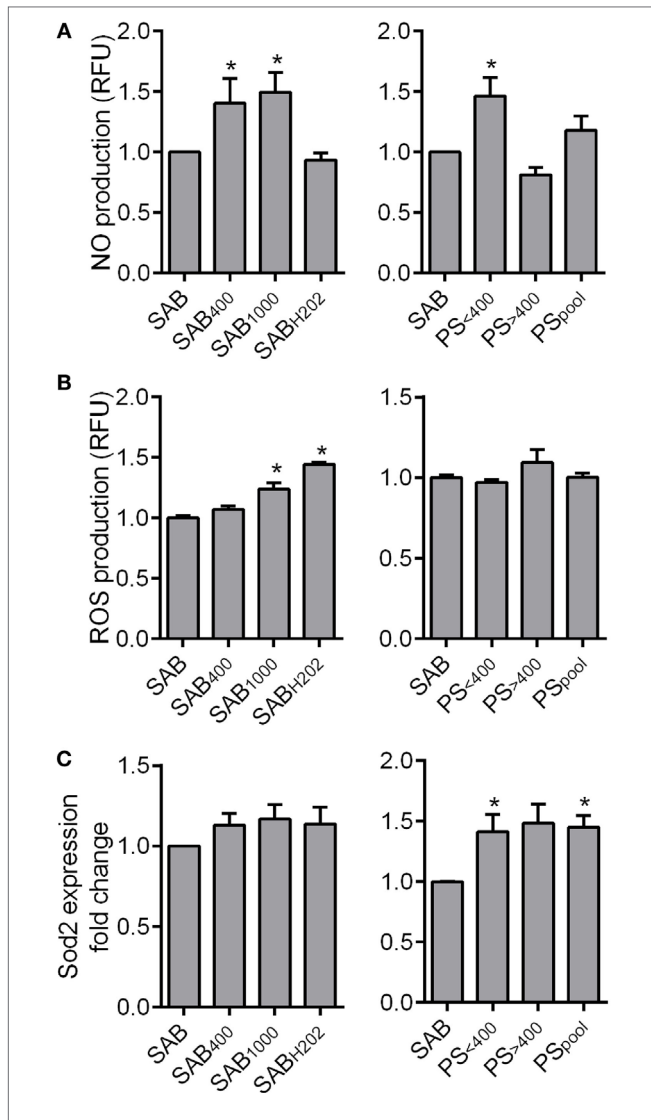 A
NO production (RFU)
2.0
1.5
1.0
0.5
0.0
* *
SAB
SAB400
SAB1000
SABH202
2.0
1.5
1.0
0.5
0.0
*
SAB
PS<400
PS>400
PSpool
B
ROS production (RFU)
2.0
1.5
1.0
0.5
0.0
* *
SAB
SAB400
SAB1000
SABH202
1.5
1.0
0.5
0.0
SAB
PS<400
PS>400
PSpool
C
Sod2 expression
fold change
1.5
1.0
0.5
0.0
SAB
SAB400
SAB1000
SABH202
2.0
1.5
1.0
0.5
0.0
* *
SAB
PS<400
PS>400
PSpool